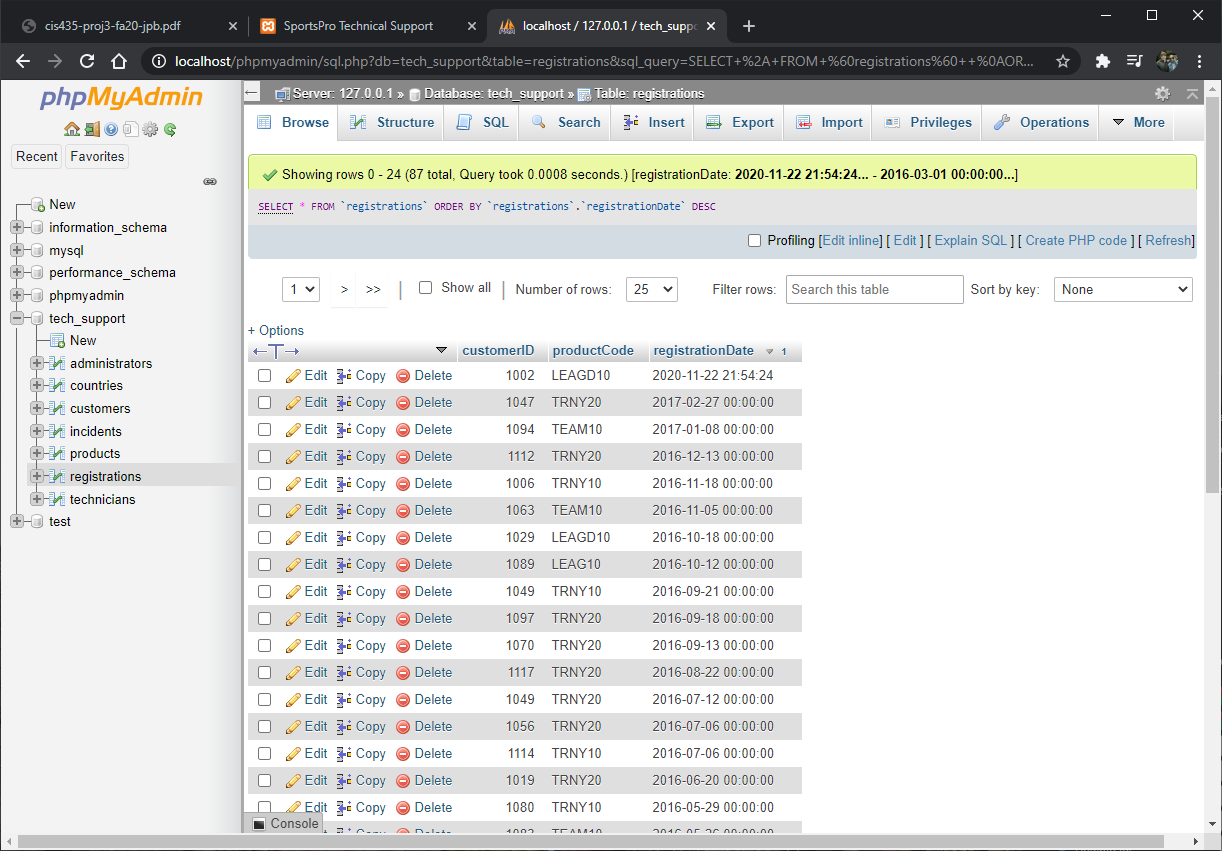 cis435-proj3-fa20-jpb.pdf
SportsPro Technical Support
localhost / 127.0.0.1 / tech_supp
localhost/phpmyadmin/sql.php?db=tech_support&table=registrations&sql_query=SELECT+%2A+FROM+%60registrations%60++%0AOR...
phpMyAdmin
Recent Favorites
New
information_schema
mysql
performance_schema
phpmyadmin
tech_support
New
administrators
countries
customers
incidents
products
registrations
technicians
test
Server: 127.0.0.1 » Database: tech_support » Table: registrations
Browse Structure SQL Search Insert Export Import Privileges Operations More
Showing rows 0 - 24 (87 total, Query took 0.0008 seconds.) [registrationDate: 2020-11-22 21:54:24... - 2016-03-01 00:00:00...]
SELECT * FROM `registrations` ORDER BY `registrations`.`registrationDate` DESC
Profiling [Edit inline] [ Edit ] [ Explain SQL ] [ Create PHP code ] [ Refresh]
1 > >> | Show all | Number of rows: 25 Filter rows: Search this table Sort by key: None
+ Options
←T→ customerID productCode registrationDate 1
Edit Copy Delete 1002 LEAGD10 2020-11-22 21:54:24
Edit Copy Delete 1047 TRNY20 2017-02-27 00:00:00
Edit Copy Delete 1094 TEAM10 2017-01-08 00:00:00
Edit Copy Delete 1112 TRNY20 2016-12-13 00:00:00
Edit Copy Delete 1006 TRNY10 2016-11-18 00:00:00
Edit Copy Delete 1063 TEAM10 2016-11-05 00:00:00
Edit Copy Delete 1029 LEAGD10 2016-10-18 00:00:00
Edit Copy Delete 1089 LEAG10 2016-10-12 00:00:00
Edit Copy Delete 1049 TRNY10 2016-09-21 00:00:00
Edit Copy Delete 1097 TRNY20 2016-09-18 00:00:00
Edit Copy Delete 1070 TRNY20 2016-09-13 00:00:00
Edit Copy Delete 1117 TRNY20 2016-08-22 00:00:00
Edit Copy Delete 1049 TRNY20 2016-07-12 00:00:00
Edit Copy Delete 1056 TRNY20 2016-07-06 00:00:00
Edit Copy Delete 1114 TRNY10 2016-07-06 00:00:00
Edit Copy Delete 1019 TRNY20 2016-06-20 00:00:00
Edit Copy Delete 1080 TRNY10 2016-05-29 00:00:00
Console